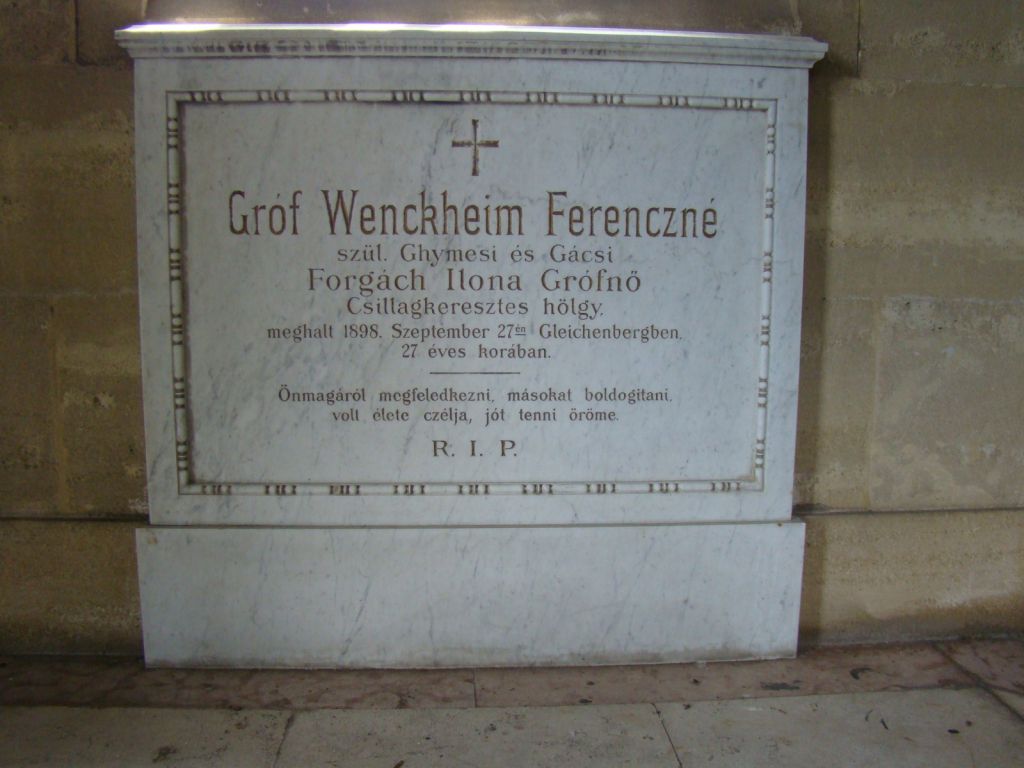 Gróf Wenckheim Ferenczné
szül. Ghymesi és Gácsi
Forgách Ilona Grófnő
Csillagkeresztes hölgy.
meghalt 1898. Szeptember 27én Gleichenbergben.
27 éves korában.
Önmagáról megfeledkezni, másokat boldogitani.
volt élete czélja, jót tenni öröme.
R. I. P.